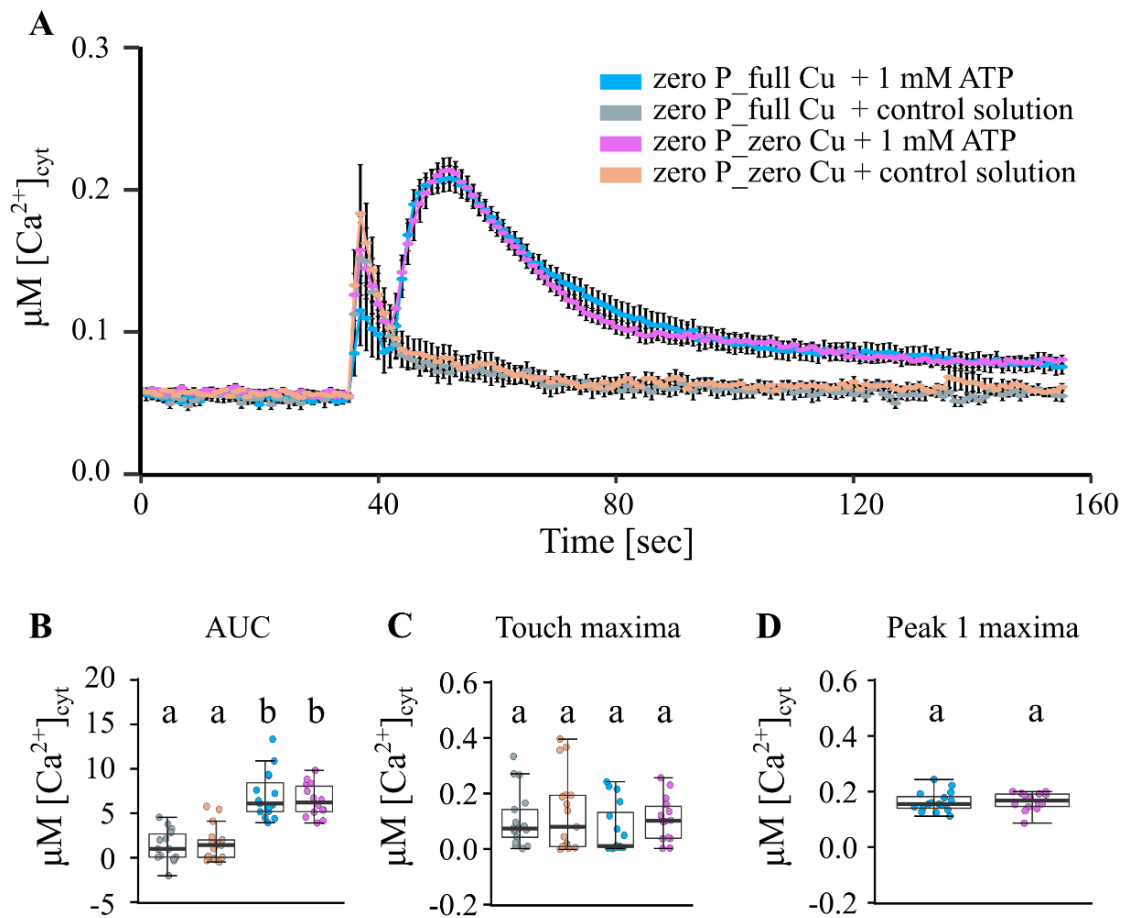 A
0.3
0.2
0.1
0.0
μM [Ca2+]cyt
zero P_full Cu + 1 mM ATP
zero P_full Cu + control solution
zero P_zero Cu + 1 mM ATP
zero P_zero Cu + control solution
0 40 80 120 160
Time [sec]
B AUC
μM [Ca2+]cyt
20
15
10
5
0
-5
a a b b
C Touch maxima
μM [Ca2+]cyt
0.6
0.4
0.2
0.0
-0.2
a a a a
D Peak 1 maxima
μM [Ca2+]cyt
0.6
0.4
0.2
0.0
-0.2
a a